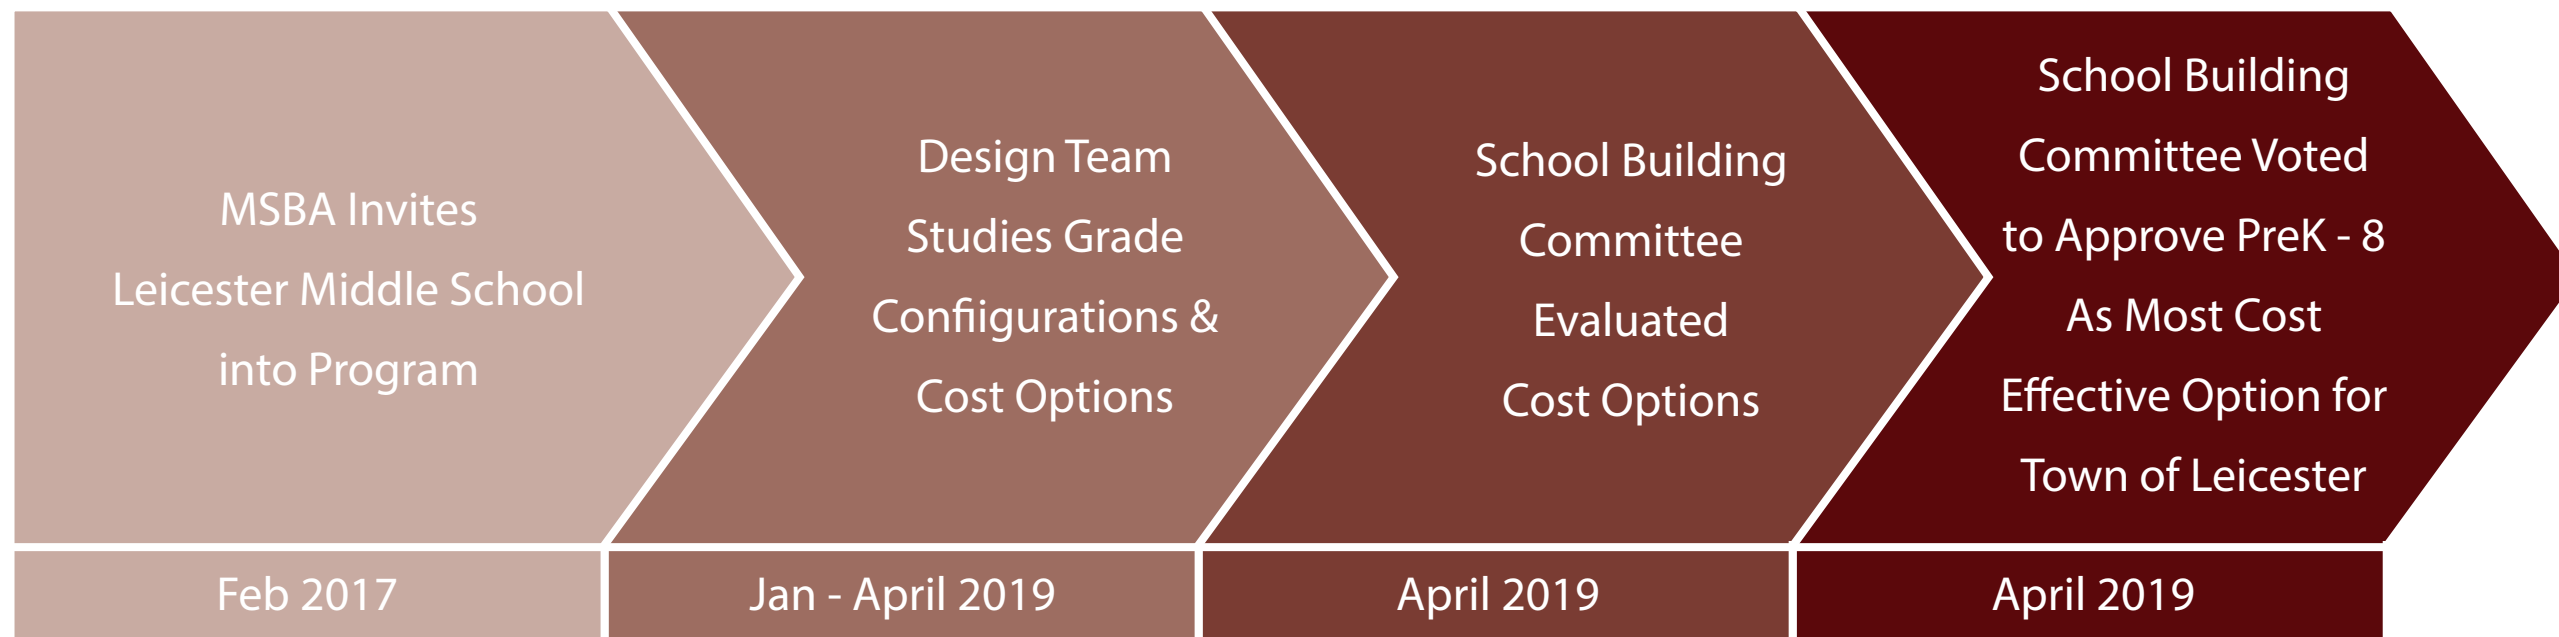 MSBA Invites
Leicester Middle School
into Program
Feb 2017
Design Team
Studies Grade
Confiigurations &
Cost Options
Jan - April 2019
School Building
Committee
Evaluated
Cost Options
April 2019
School Building
Committee Voted
to Approve PreK - 8
As Most Cost
Effective Option for
Town of Leicester
April 2019